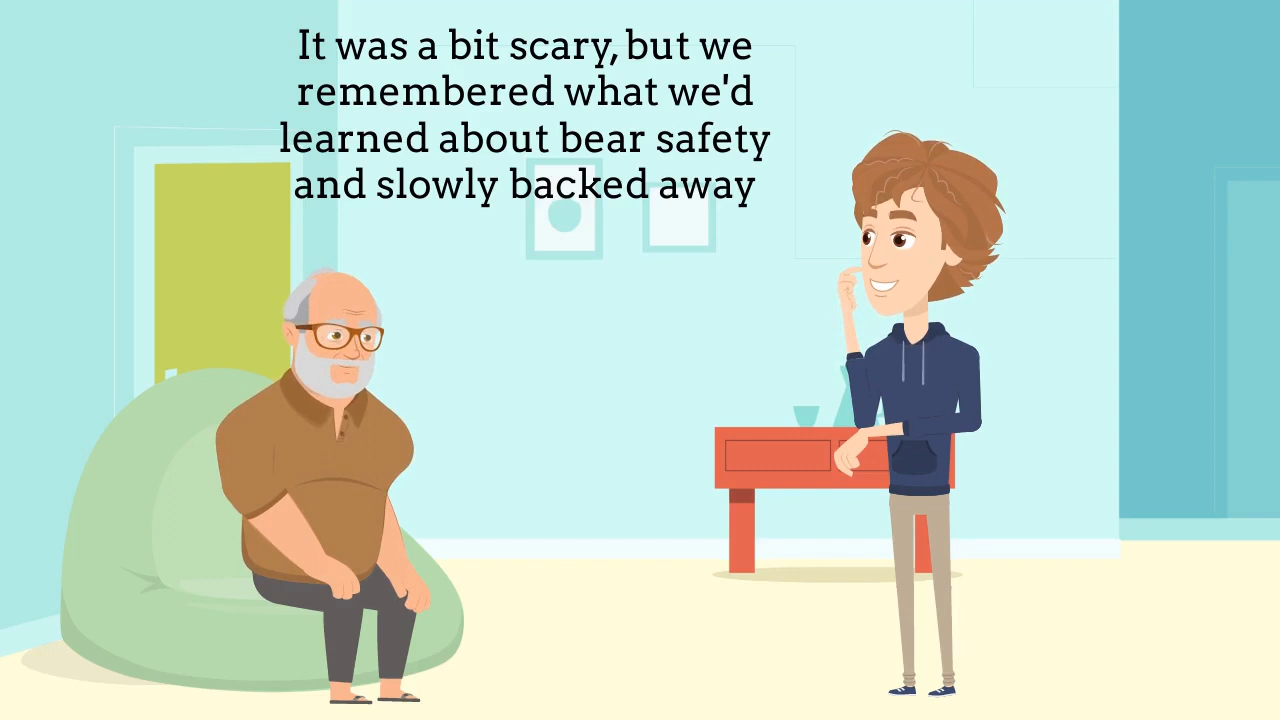 It was a bit scary, but we
remembered what we'd
learned about bear safety
and slowly backed away